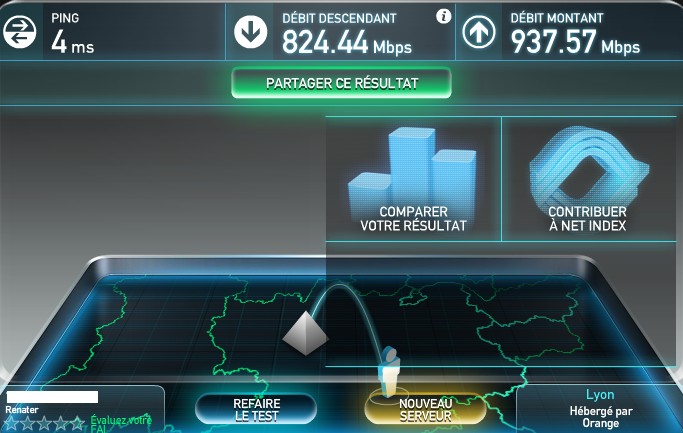 PING
4 ms
DÉBIT DESCENDANT
824.44 Mbps
DÉBIT MONTANT
937.57 Mbps
PARTAGER CE RÉSULTAT
COMPARER
VOTRE RÉSULTAT
CONTRIBUER
À NET INDEX
Renater
Évaluez votre
FAI
REFAIRE
LE TEST
NOUVEAU
SERVEUR
Lyon
Hébergé par
Orange